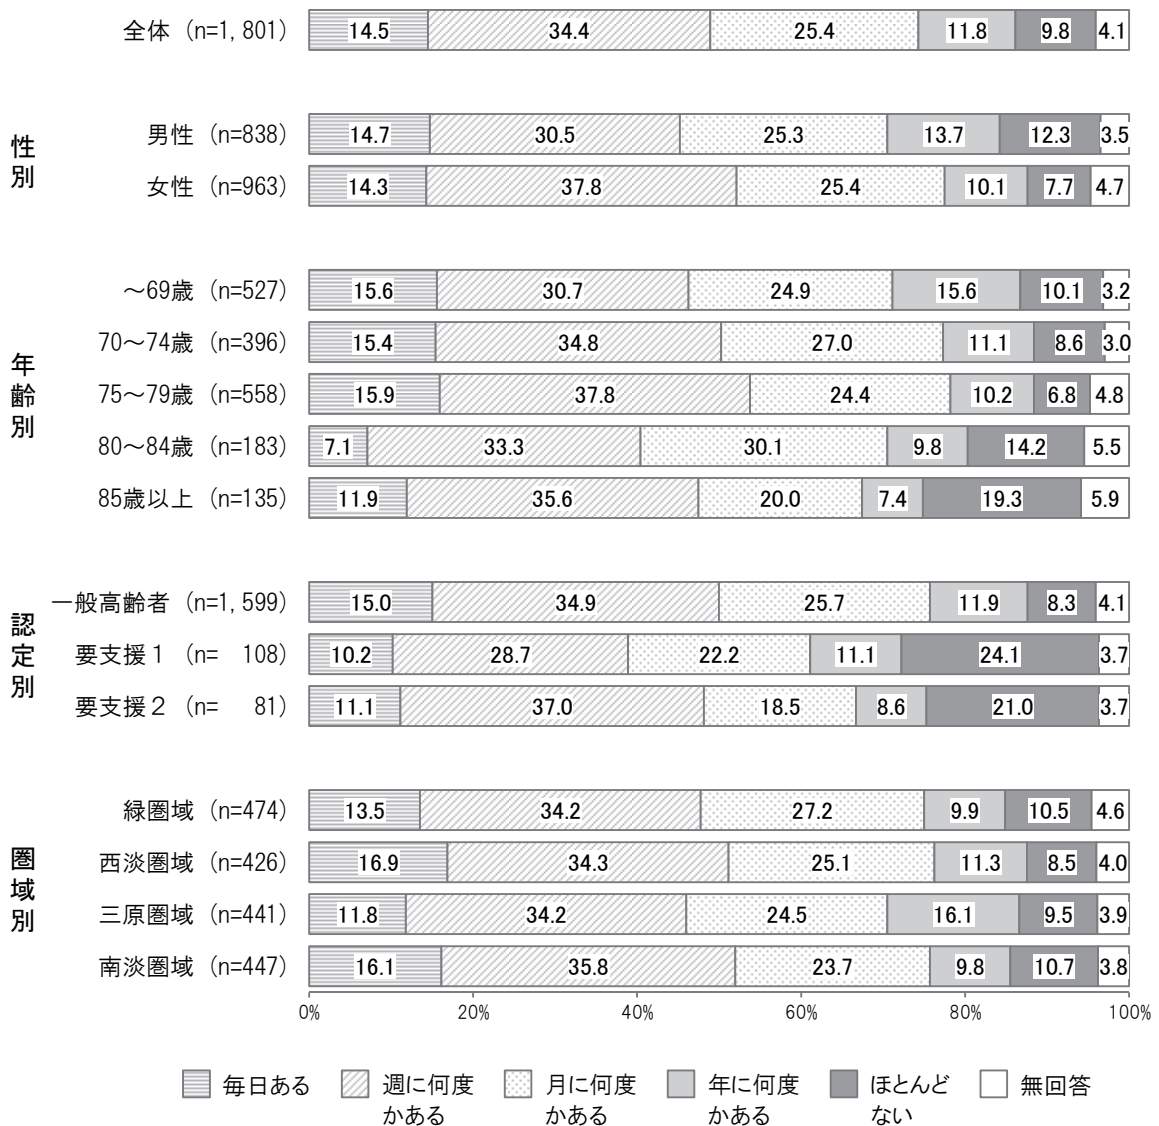 全体 (n=1,801) 14.5 34.4 25.4 11.8 9.8 4.1
性別
男性 (n=838) 14.7 30.5 25.3 13.7 12.3 3.5
女性 (n=963) 14.3 37.8 25.4 10.1 7.7 4.7
年齢別
～69歳 (n=527) 15.6 30.7 24.9 15.6 10.1 3.2
70～74歳 (n=396) 15.4 34.8 27.0 11.1 8.6 3.0
75～79歳 (n=558) 15.9 37.8 24.4 10.2 6.8 4.8
80～84歳 (n=183) 7.1 33.3 30.1 9.8 14.2 5.5
85歳以上 (n=135) 11.9 35.6 20.0 7.4 19.3 5.9
認定別
一般高齢者 (n=1,599) 15.0 34.9 25.7 11.9 8.3 4.1
要支援１ (n= 108) 10.2 28.7 22.2 11.1 24.1 3.7
要支援２ (n= 81) 11.1 37.0 18.5 8.6 21.0 3.7
圏域別
緑圏域 (n=474) 13.5 34.2 27.2 9.9 10.5 4.6
西淡圏域 (n=426) 16.9 34.3 25.1 11.3 8.5 4.0
三原圏域 (n=441) 11.8 34.2 24.5 16.1 9.5 3.9
南淡圏域 (n=447) 16.1 35.8 23.7 9.8 10.7 3.8
0% 20% 40% 60% 80% 100%
毎日ある
週に何度
かある
月に何度
かある
年に何度
かある
ほとんど
ない
無回答